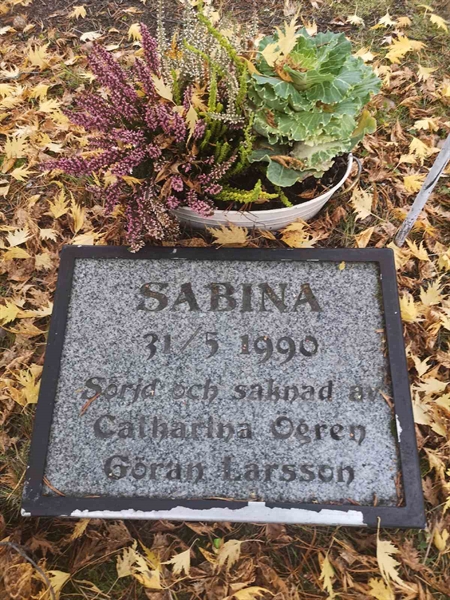 SABINA
31/5 1990
Sörjd och saknad av
Catharina Ögren
Göran Larsson